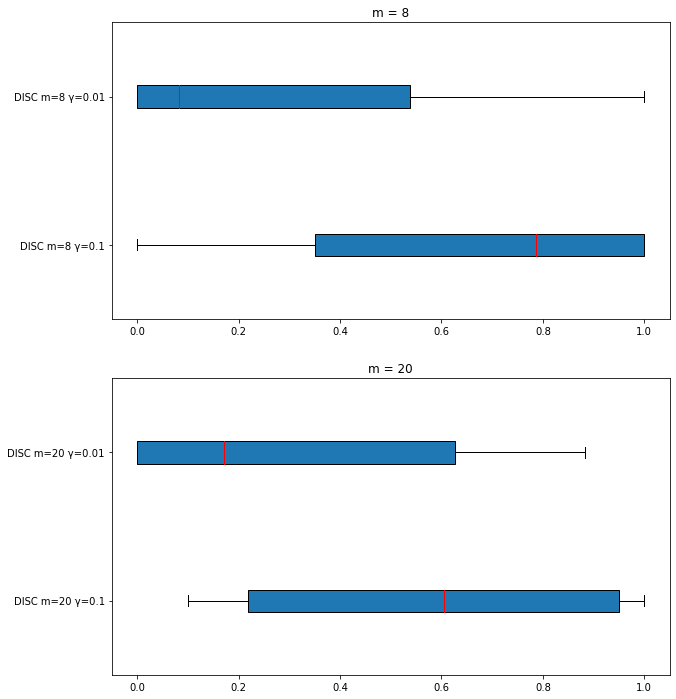 m = 8
DISC m=8 γ=0.01
DISC m=8 γ=0.1
0.0 0.2 0.4 0.6 0.8 1.0
m = 20
DISC m=20 γ=0.01
DISC m=20 γ=0.1
0.0 0.2 0.4 0.6 0.8 1.0